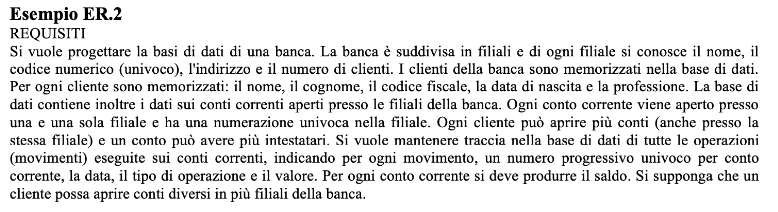 Esempio ER.2
REQUISITI
Si vuole progettare la basi di dati di una banca. La banca è suddivisa in filiali e di ogni filiale si conosce il nome, il
codice numerico (univoco), l'indirizzo e il numero di clienti. I clienti della banca sono memorizzati nella base di dati.
Per ogni cliente sono memorizzati: il nome, il cognome, il codice fiscale, la data di nascita e la professione. La base di
dati contiene inoltre i dati sui conti correnti aperti presso le filiali della banca. Ogni conto corrente viene aperto presso
una e una sola filiale e ha una numerazione univoca nella filiale. Ogni cliente può aprire più conti (anche presso la
stessa filiale) e un conto può avere più intestatari. Si vuole mantenere traccia nella base di dati di tutte le operazioni
(movimenti) eseguite sui conti correnti, indicando per ogni movimento, un numero progressivo univoco per conto
corrente, la data, il tipo di operazione e il valore. Per ogni conto corrente si deve produrre il saldo. Si supponga che un
cliente possa aprire conti diversi in più filiali della banca.